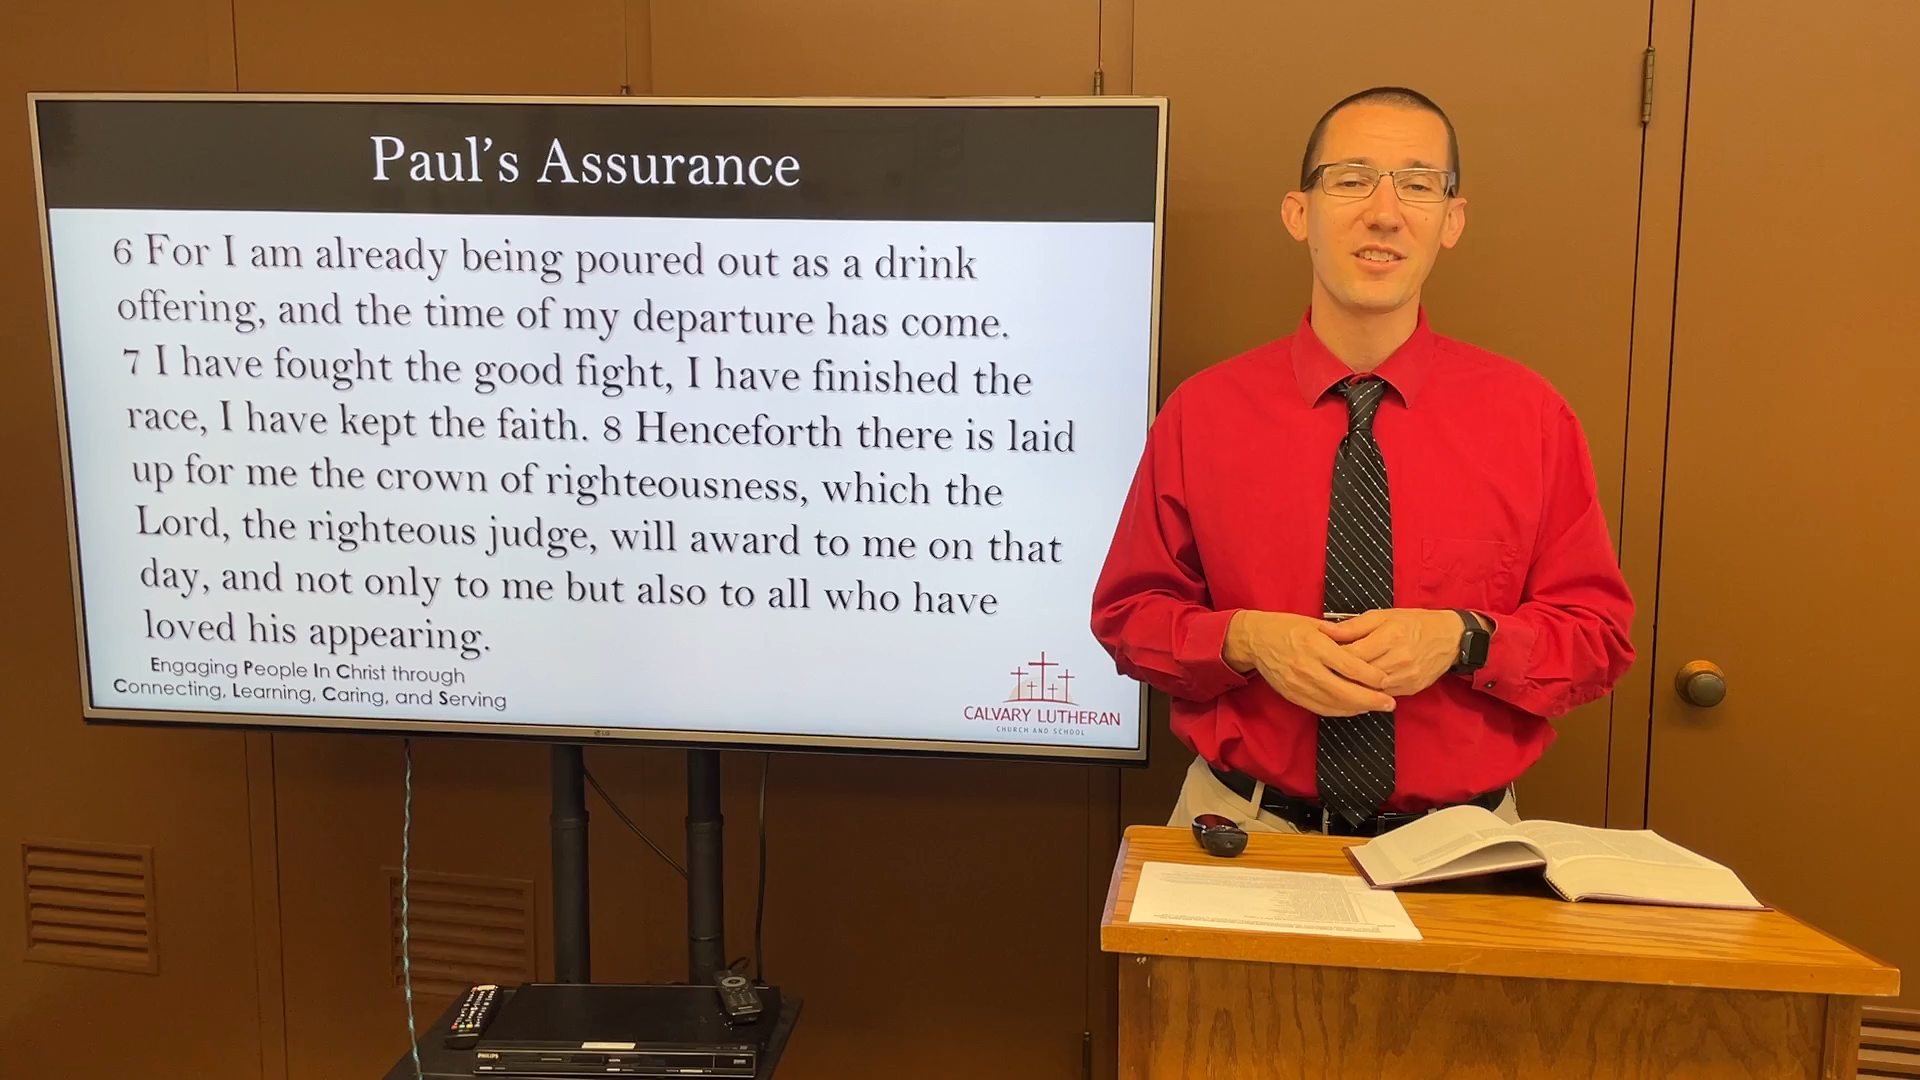 Paul's Assurance
6 For I am already being poured out as a drink
offering, and the time of my departure has come.
7 I have fought the good fight, I have finished the
race, I have kept the faith. 8 Henceforth there is laid
up for me the crown of righteousness, which the
Lord, the righteous judge, will award to me on that
day, and not only to me but also to all who have
loved his appearing.
Engaging People In Christ through
Connecting, Learning, Caring, and Serving
CALVARY LUTHERAN
CHURCH AND SCHOOL
LG
PHILIPS